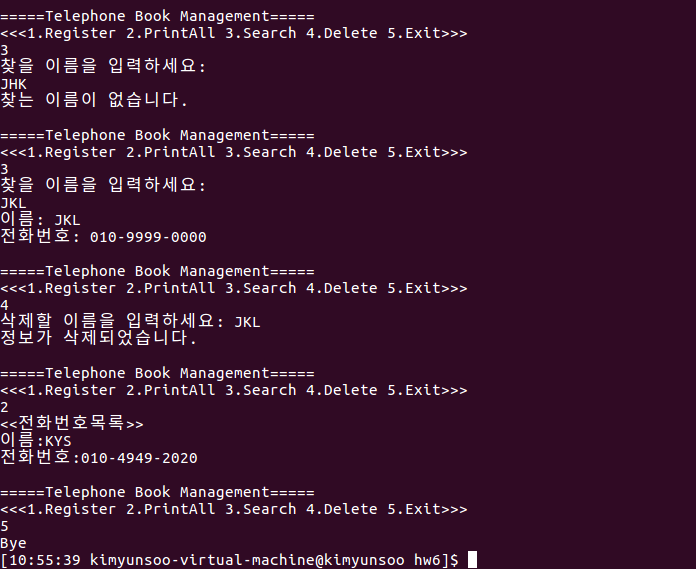 =====Telephone Book Management=====
<<<1.Register 2.PrintAll 3.Search 4.Delete 5.Exit>>>
3
찾을 이름을 입력하세요:
JHK
찾는 이름이 없습니다.
=====Telephone Book Management=====
<<<1.Register 2.PrintAll 3.Search 4.Delete 5.Exit>>>
3
찾을 이름을 입력하세요:
JKL
이름: JKL
전화번호: 010-9999-0000
=====Telephone Book Management=====
<<<1.Register 2.PrintAll 3.Search 4.Delete 5.Exit>>>
4
삭제할 이름을 입력하세요: JKL
정보가 삭제되었습니다.
=====Telephone Book Management=====
<<<1.Register 2.PrintAll 3.Search 4.Delete 5.Exit>>>
2
<<전화번호목록>>
이름:KYS
전화번호:010-4949-2020
=====Telephone Book Management=====
<<<1.Register 2.PrintAll 3.Search 4.Delete 5.Exit>>>
5
Bye
[10:55:39 kimyunsoo-virtual-machine@kimyunsoo hw6]$